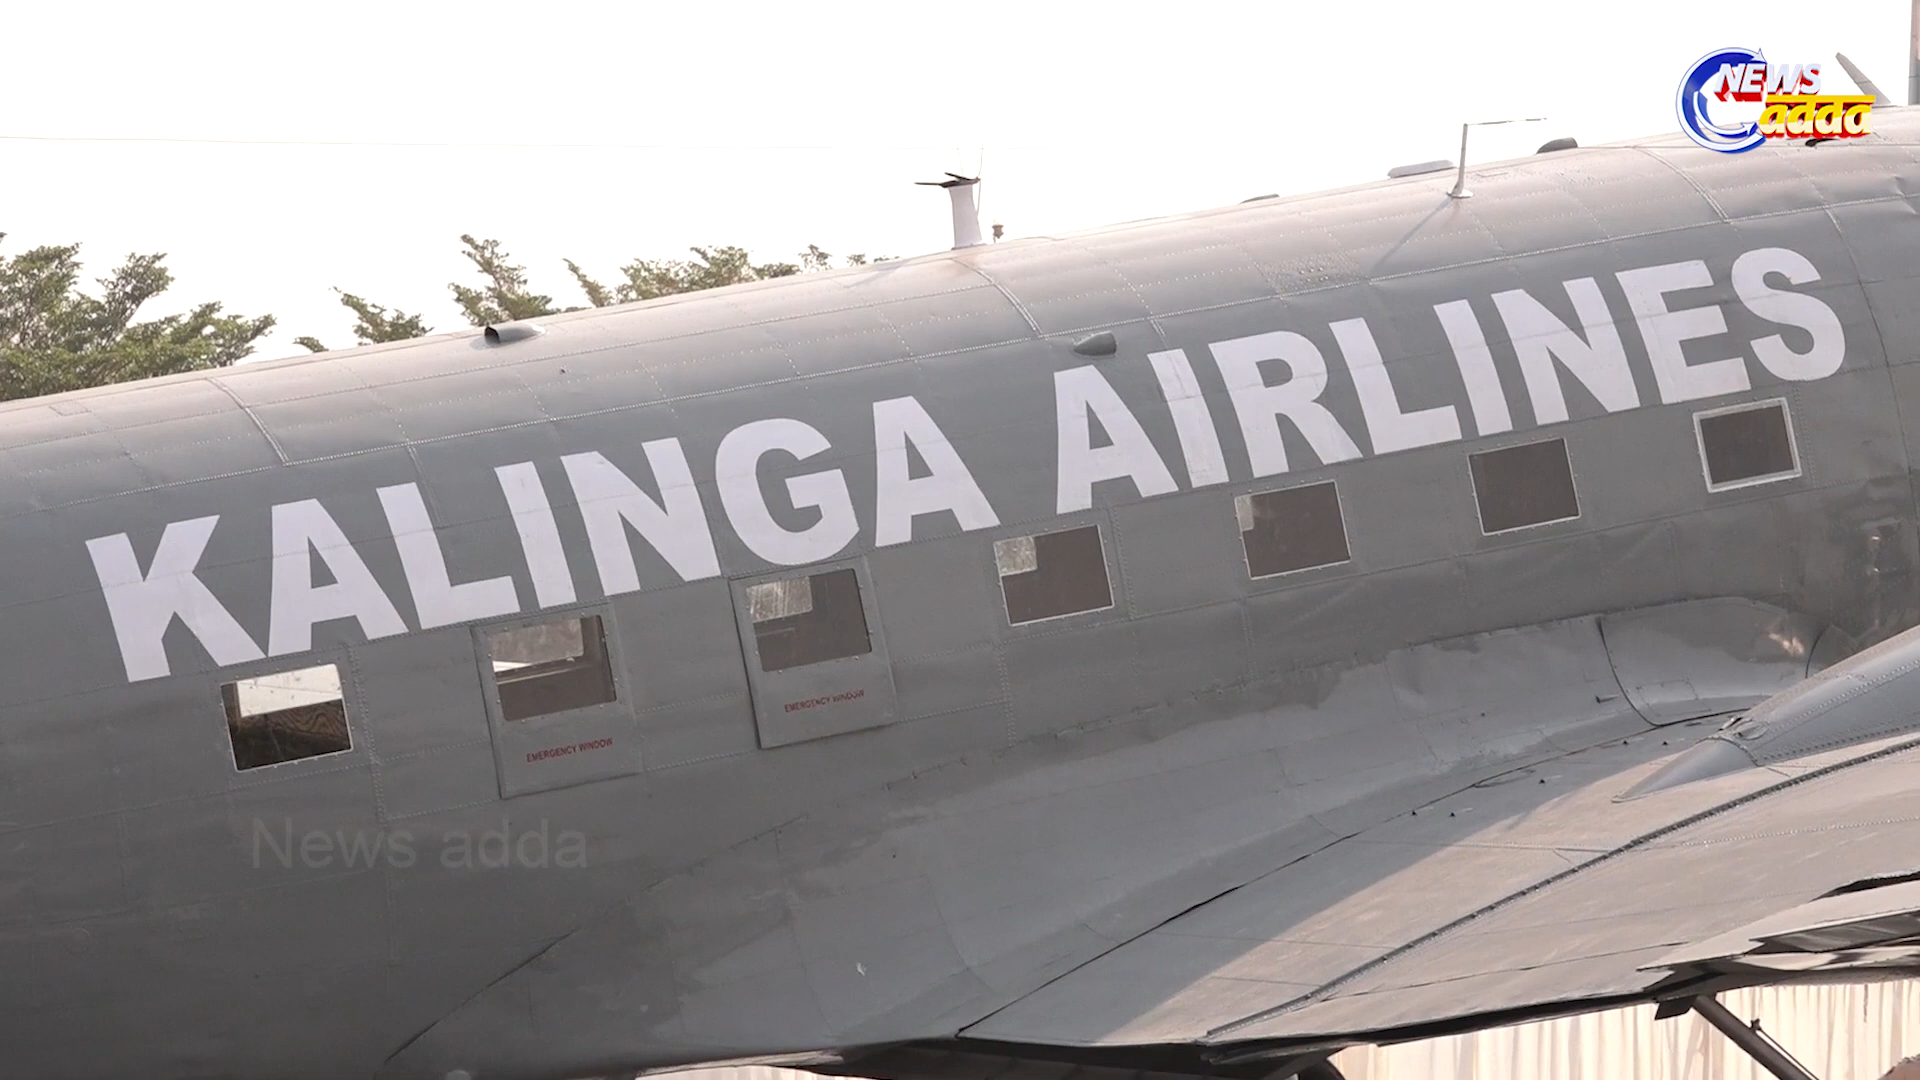 NEWS
adda
KALINGA AIRLINES
EMERGENCY WINDOW
EMERGENCY WINDOW
News adda